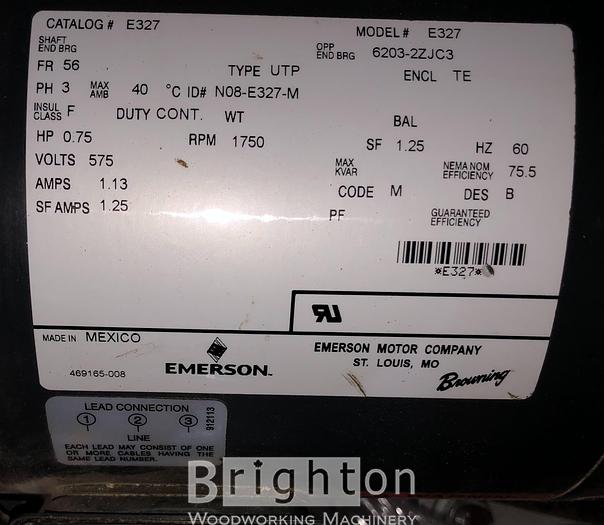 CATALOG # E327 MODEL # E327
SHAFT END BRG OPP END BRG 6203-2ZJC3
FR 56 TYPE UTP ENCL TE
PH 3 MAX AMB 40 °C ID# N08-E327-M
INSUL CLASS F DUTY CONT. WT BAL
HP 0.75 RPM 1750 SF 1.25 HZ 60
VOLTS 575 MAX KVAR NEMA NOM EFFICIENCY 75.5
AMPS 1.13 CODE M DES B
SF AMPS 1.25 PF GUARANTEED EFFICIENCY
*E327*
RU
MADE IN MEXICO
469165-008
EMERSON™
EMERSON MOTOR COMPANY
ST. LOUIS, MO
Browning
LEAD CONNECTION
1 2 3
LINE
912113
EACH LEAD MAY CONSIST OF ONE
OR MORE CABLES HAVING THE
SAME LEAD NUMBER.
Brighton
WOODWORKING MACHINERY